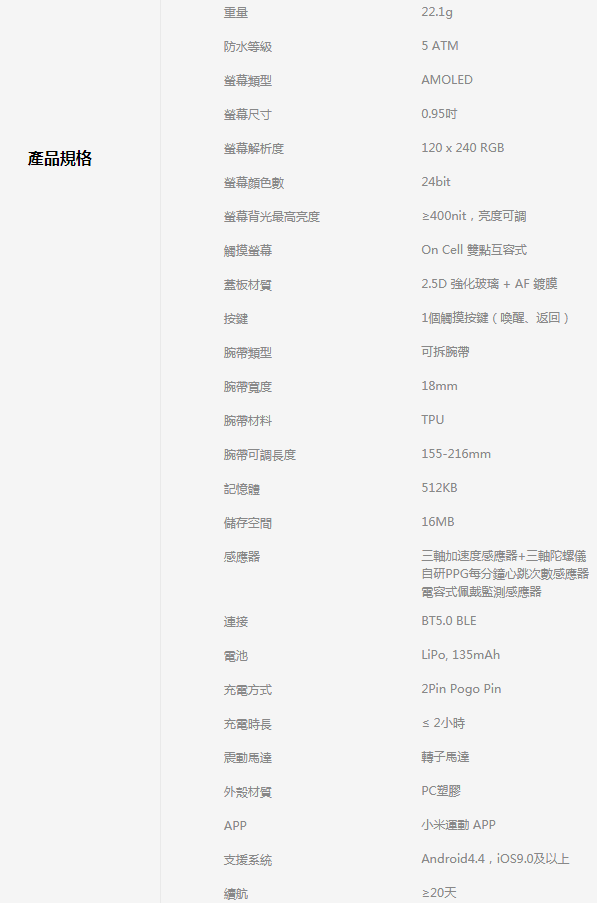 重量 22.1g
防水等級 5 ATM
螢幕類型 AMOLED
螢幕尺寸 0.95吋
產品規格
螢幕解析度 120 x 240 RGB
螢幕顏色數 24bit
螢幕背光最高亮度 ≥400nit，亮度可調
觸摸螢幕 On Cell 雙點互容式
蓋板材質 2.5D 強化玻璃 + AF 鍍膜
按鍵 1個觸摸按鍵（喚醒、返回）
腕帶類型 可拆腕帶
腕帶寬度 18mm
腕帶材料 TPU
腕帶可調長度 155-216mm
記憶體 512KB
儲存空間 16MB
感應器 三軸加速度感應器+三軸陀螺儀
自研PPG每分鐘心跳次數感應器
電容式佩戴監測感應器
連接 BT5.0 BLE
電池 LiPo, 135mAh
充電方式 2Pin Pogo Pin
充電時長 ≤ 2小時
震動馬達 轉子馬達
外殼材質 PC塑膠
APP 小米運動 APP
支援系統 Android4.4，iOS9.0及以上
續航 ≥20天